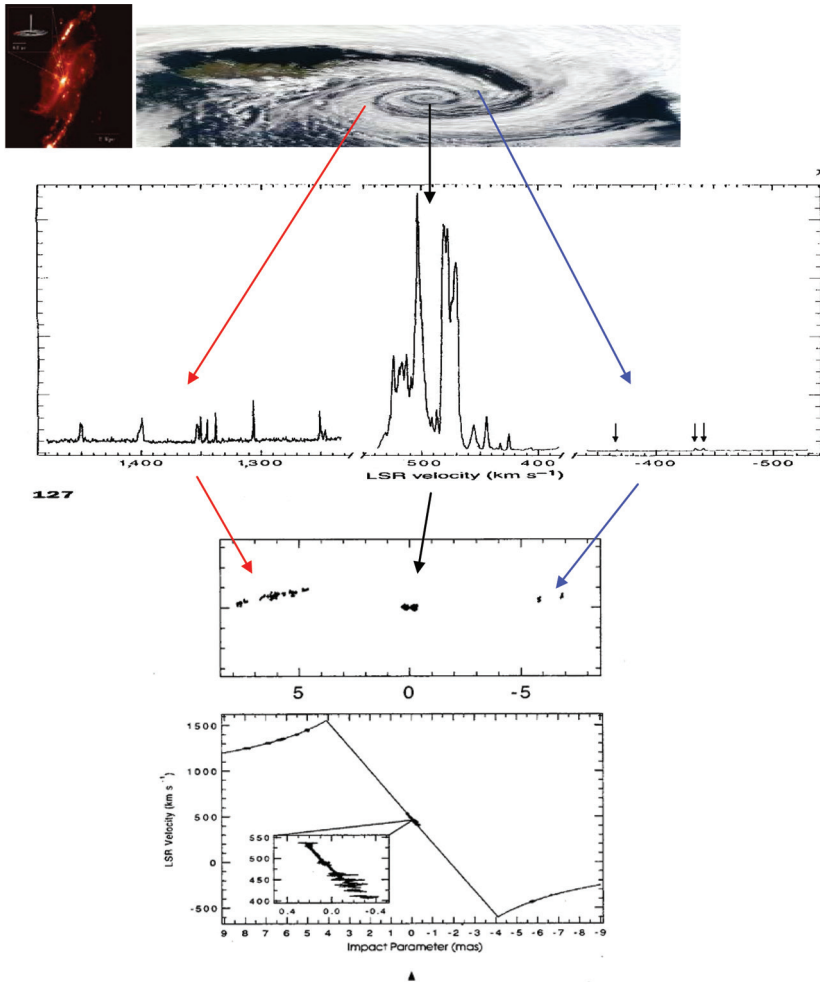 1,400 1,300 500 400 -400 -500
LSR velocity (km s⁻¹)
127
5 0 -5
1500
1000
500
0
-500
LSR Velocity (km s⁻¹)
550
500
450
400
0.4 0.0 -0.4
9 8 7 6 5 4 3 2 1 0 -1 -2 -3 -4 -5 -6 -7 -8 -9
Impact Parameter (mas)